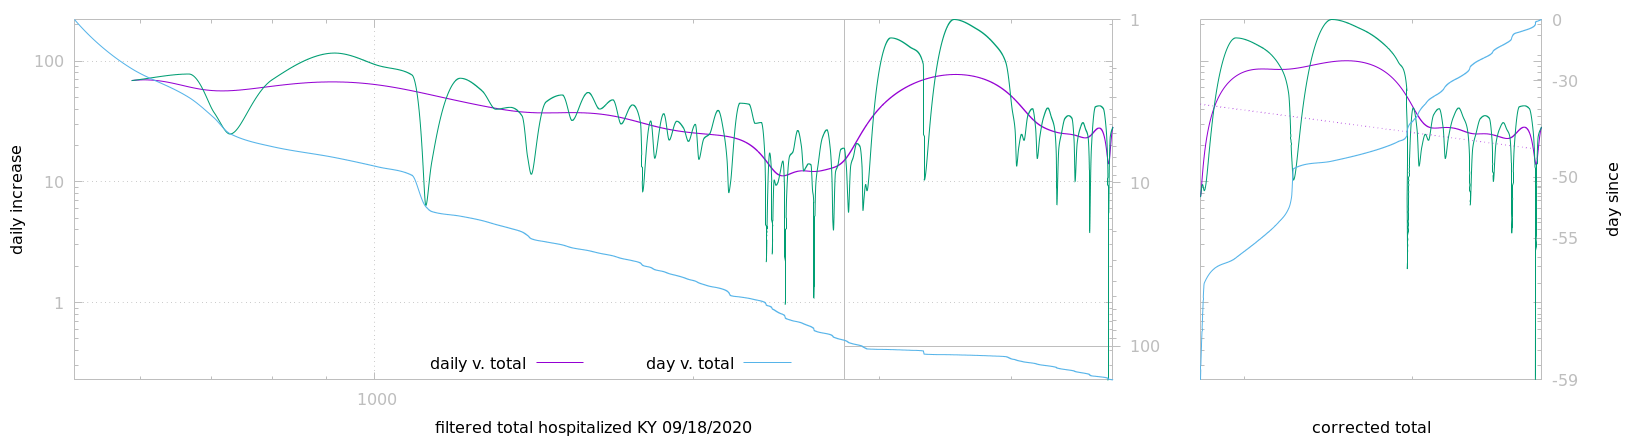 daily increase
100
10
1
1000
daily v. total
day v. total
filtered total hospitalized KY 09/18/2020
1
10
100
0
-30
-50
-55
-59
day since
corrected total